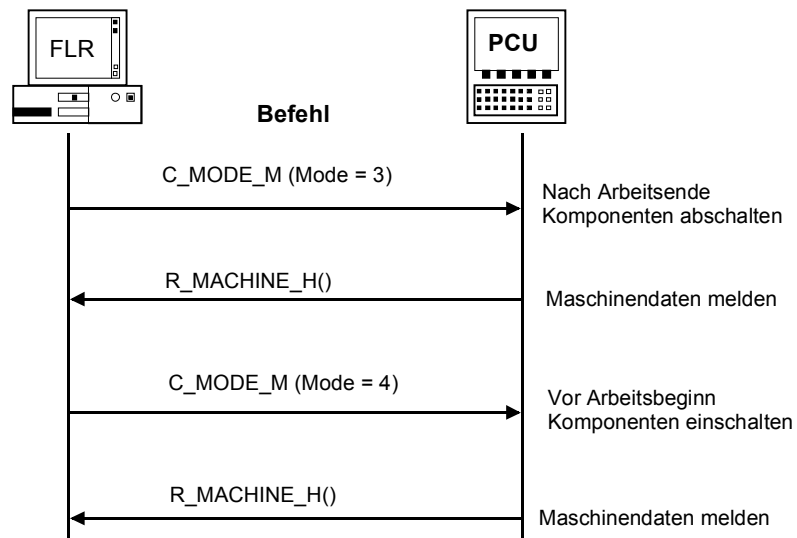 FLR
PCU
Befehl
C_MODE_M (Mode = 3)
Nach Arbeitsende
Komponenten abschalten
R_MACHINE_H()
Maschinendaten melden
C_MODE_M (Mode = 4)
Vor Arbeitsbeginn
Komponenten einschalten
R_MACHINE_H()
Maschinendaten melden